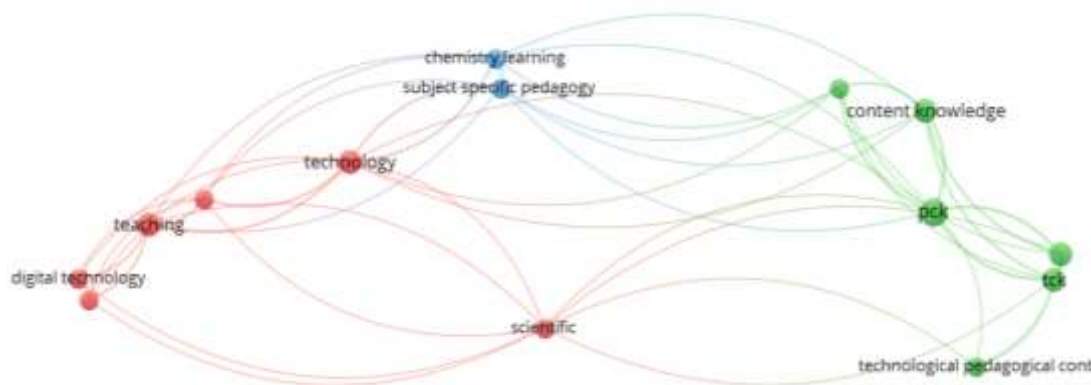 chemistry learning
subject specific pedagogy
content knowledge
technology
pck
teaching
digital technology
tck
scientific
technological pedagogical cont